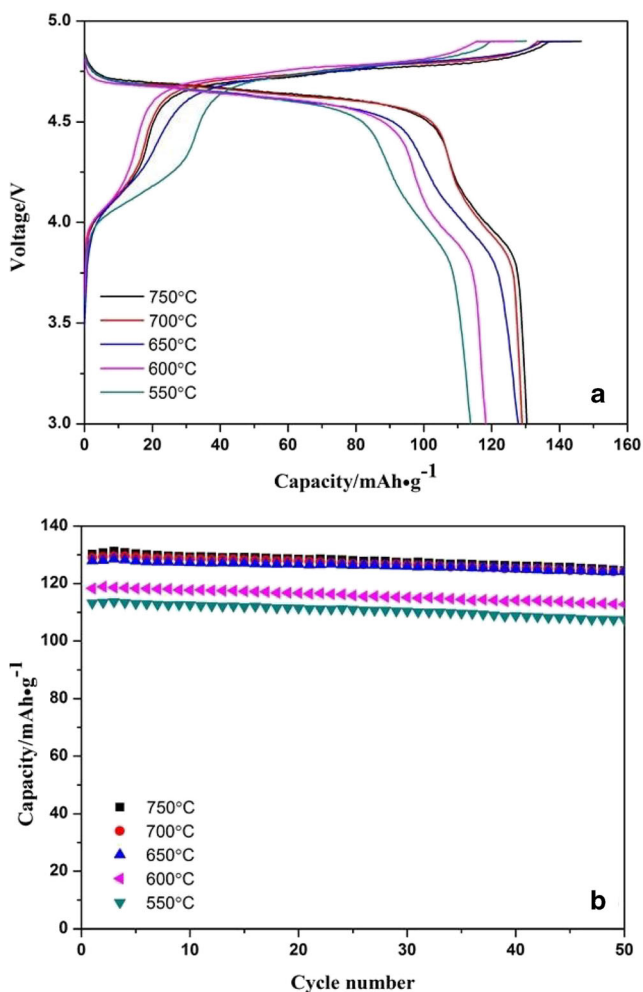 5.0
4.5
4.0
3.5
3.0
Voltage/V
750°C
700°C
650°C
600°C
550°C
a
0 20 40 60 80 100 120 140 160
Capacity/mAh•g-1
140
120
100
80
60
40
20
0
Capacity/mAh•g-1
750°C
700°C
650°C
600°C
550°C
b
0 10 20 30 40 50
Cycle number